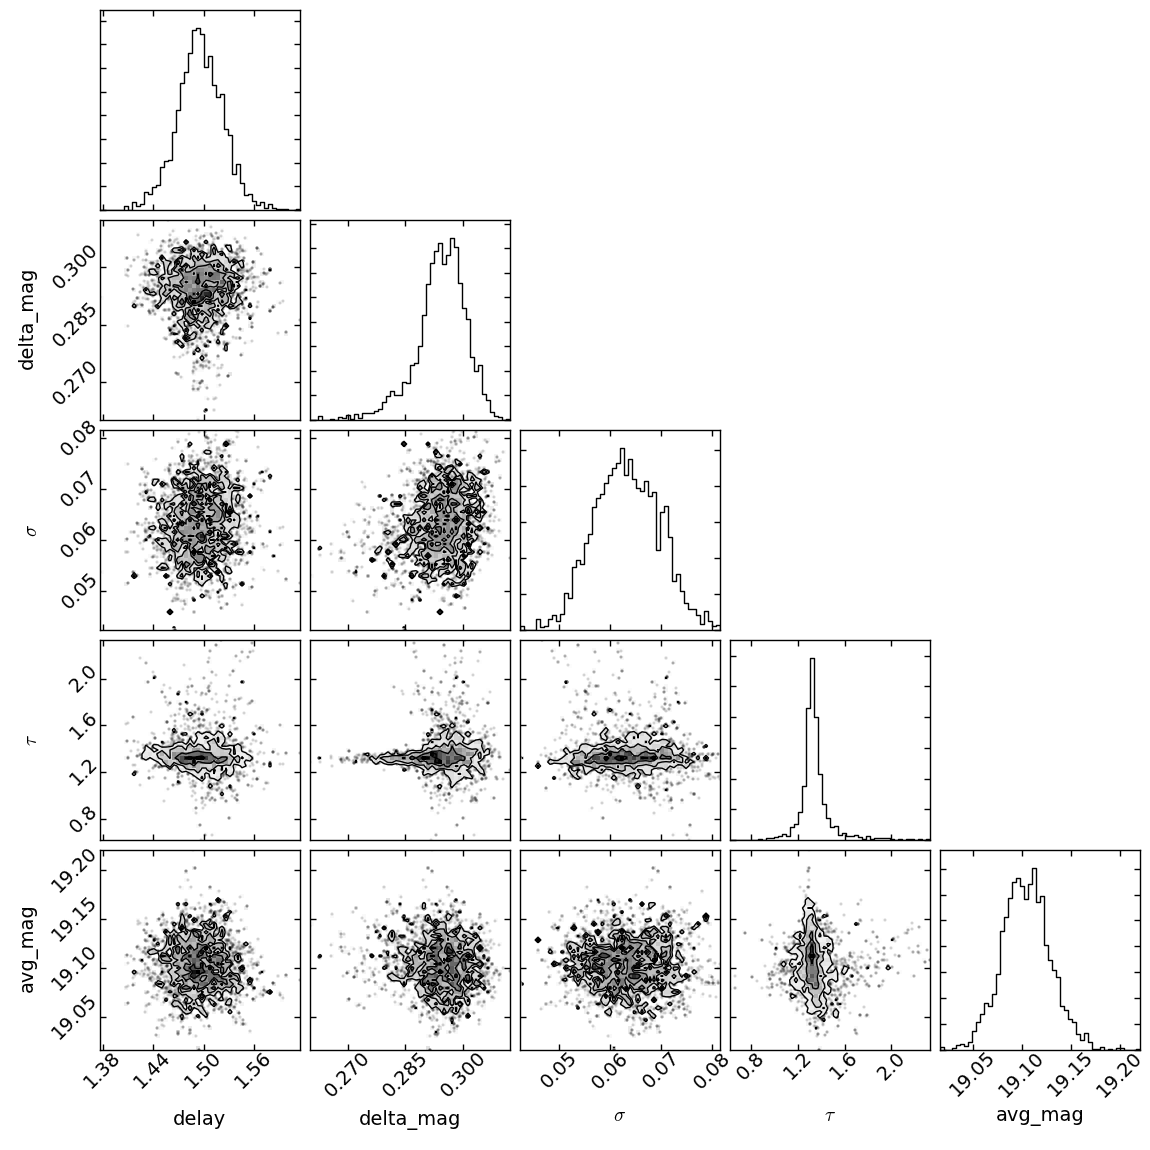 delta_mag
0.300
0.285
0.270
σ
0.08
0.07
0.06
0.05
τ
2.0
1.6
1.2
0.8
avg_mag
19.20
19.15
19.10
19.05
1.38 1.44 1.50 1.56
0.270 0.285 0.300
0.05 0.06 0.07 0.08
0.8 1.2 1.6 2.0
19.05 19.10 19.15 19.20
delay delta_mag σ τ avg_mag